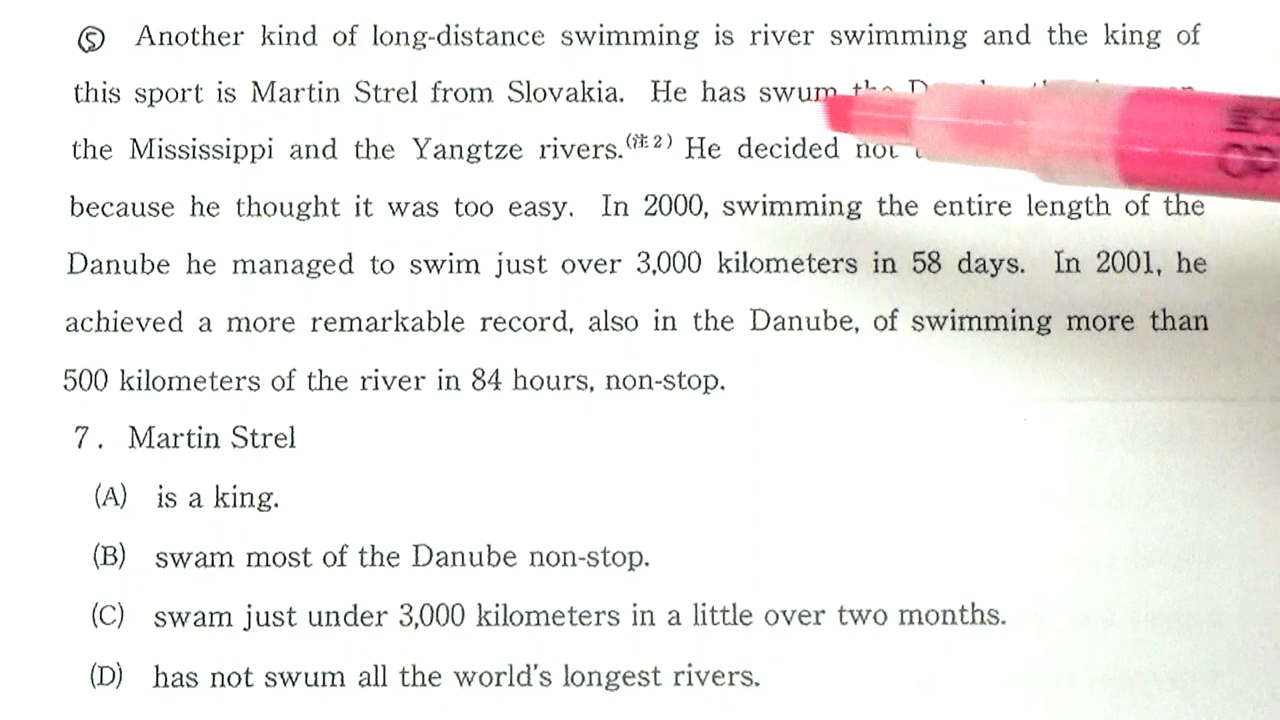 ⑤ Another kind of long-distance swimming is river swimming and the king of
this sport is Martin Strel from Slovakia. He has swum the
the Mississippi and the Yangtze rivers.(注2) He decided not
because he thought it was too easy. In 2000, swimming the entire length of the
Danube he managed to swim just over 3,000 kilometers in 58 days. In 2001, he
achieved a more remarkable record, also in the Danube, of swimming more than
500 kilometers of the river in 84 hours, non-stop.
7. Martin Strel
(A) is a king.
(B) swam most of the Danube non-stop.
(C) swam just under 3,000 kilometers in a little over two months.
(D) has not swum all the world's longest rivers.